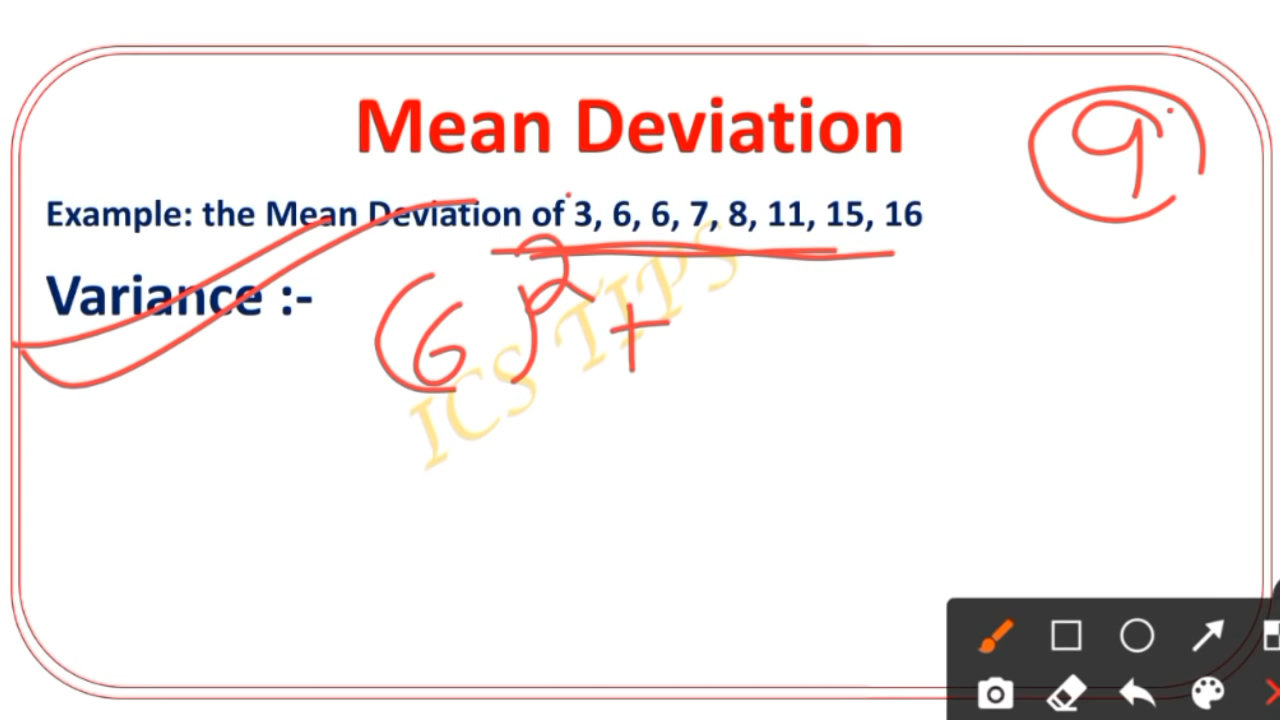 Mean Deviation
9
Example: the Mean Deviation of 3, 6, 6, 7, 8, 11, 15, 16
Variance :-
(6)² +
ICS TIPS